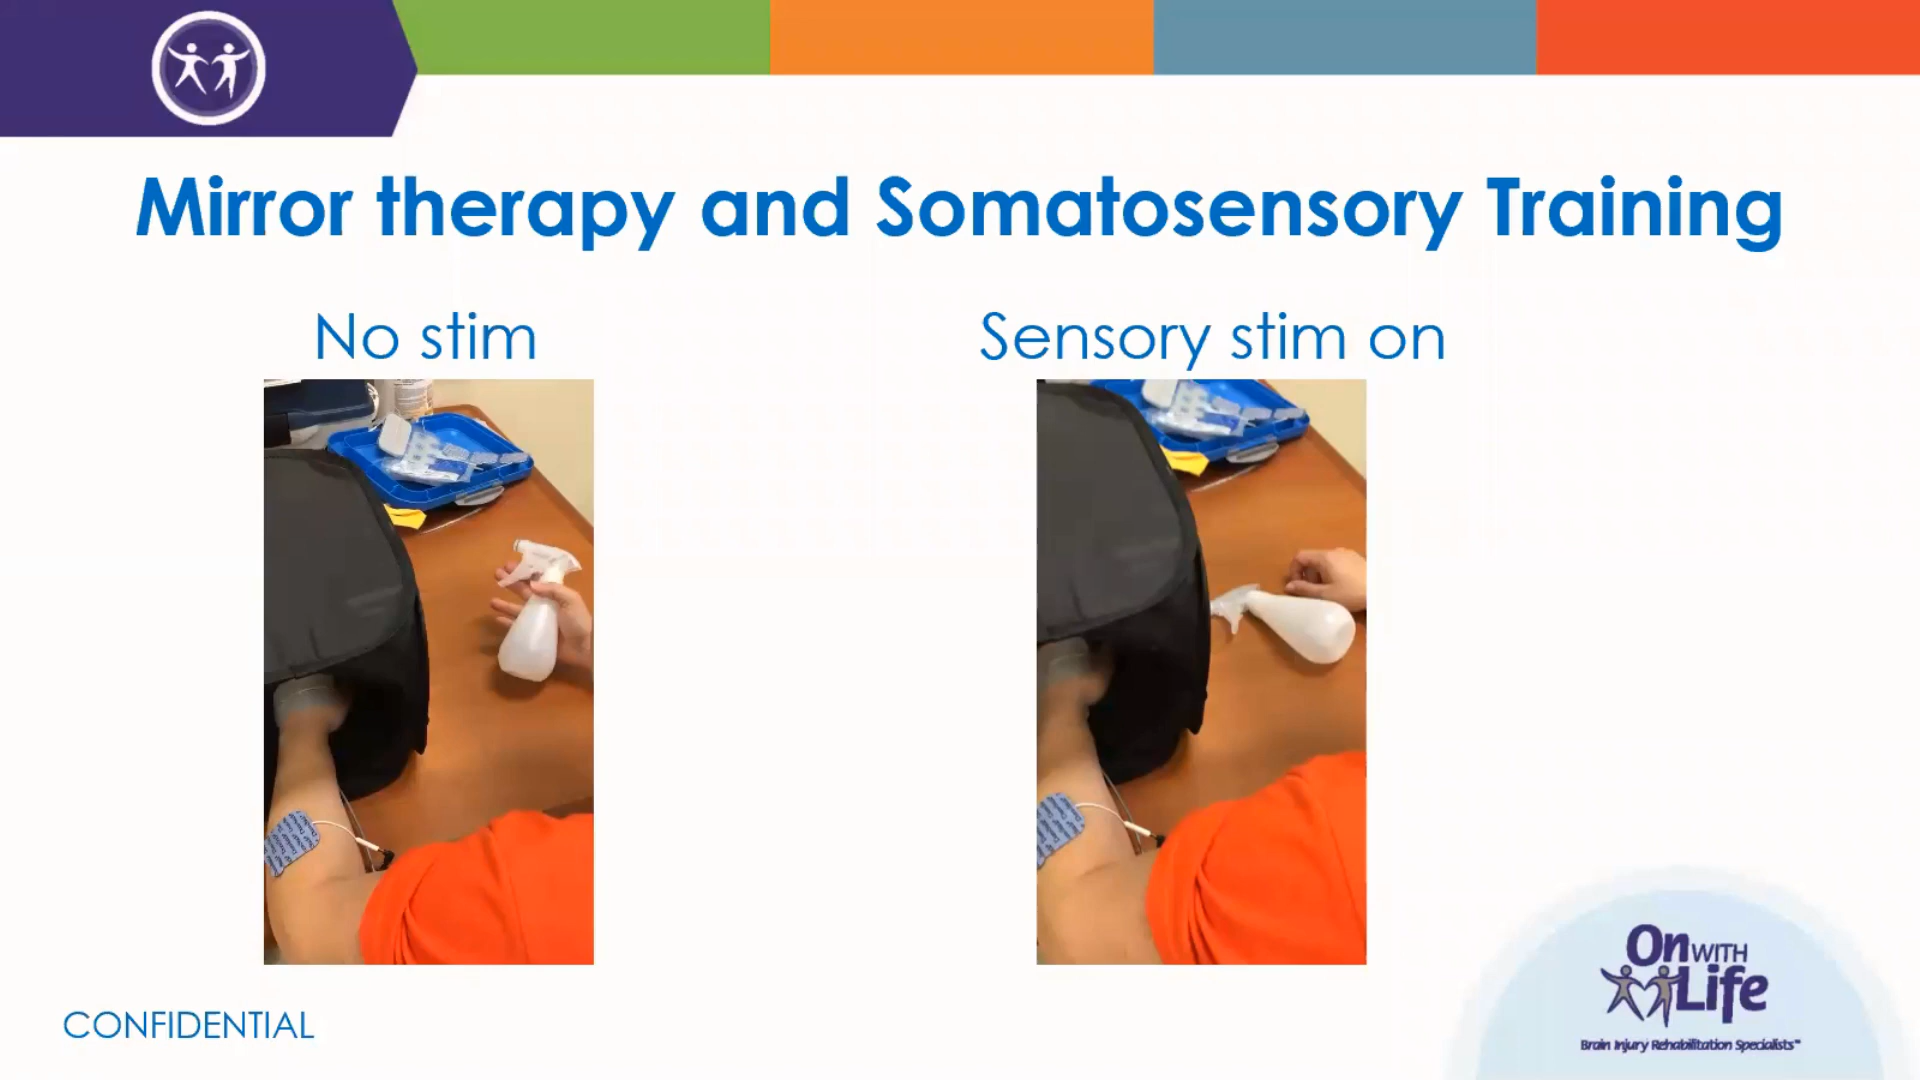 Mirror therapy and Somatosensory Training
No stim
Sensory stim on
On WITH
Life
Brain Injury Rehabilitation Specialists™
CONFIDENTIAL